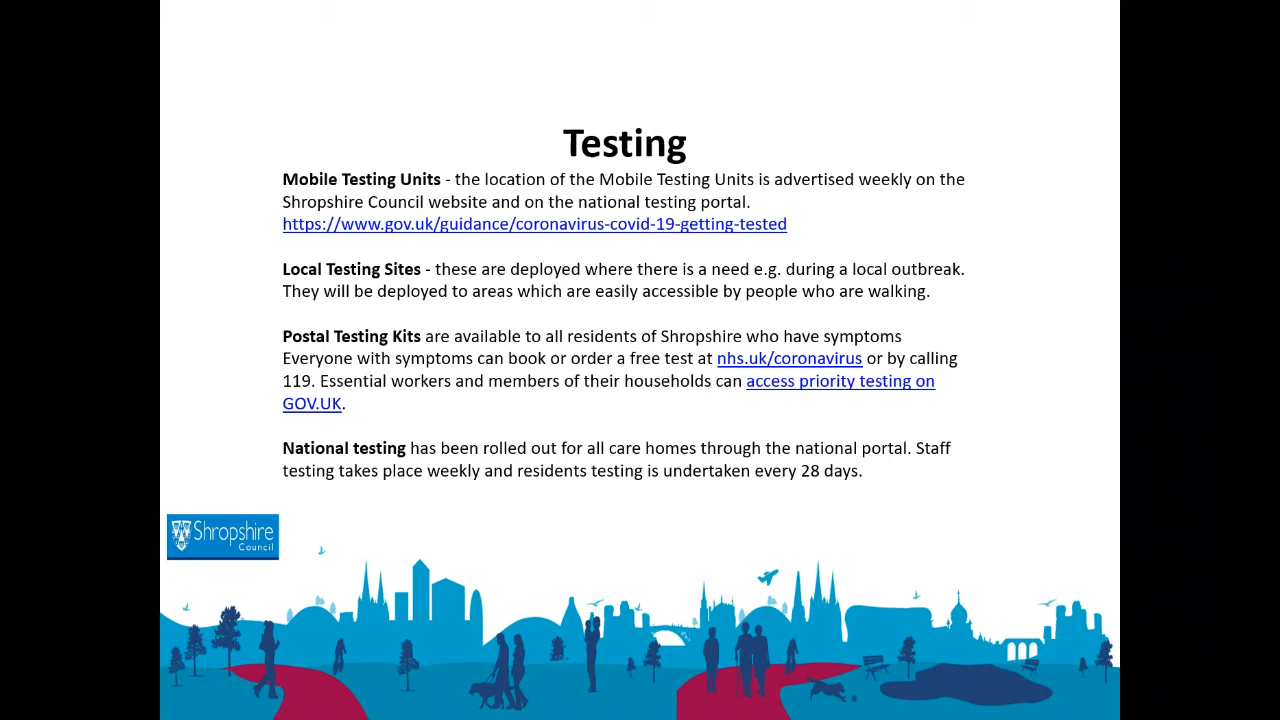 Testing
Mobile Testing Units - the location of the Mobile Testing Units is advertised weekly on the
Shropshire Council website and on the national testing portal.
https://www.gov.uk/guidance/coronavirus-covid-19-getting-tested
Local Testing Sites - these are deployed where there is a need e.g. during a local outbreak.
They will be deployed to areas which are easily accessible by people who are walking.
Postal Testing Kits are available to all residents of Shropshire who have symptoms
Everyone with symptoms can book or order a free test at nhs.uk/coronavirus or by calling
119. Essential workers and members of their households can access priority testing on
GOV.UK.
National testing has been rolled out for all care homes through the national portal. Staff
testing takes place weekly and residents testing is undertaken every 28 days.
Shropshire
Council